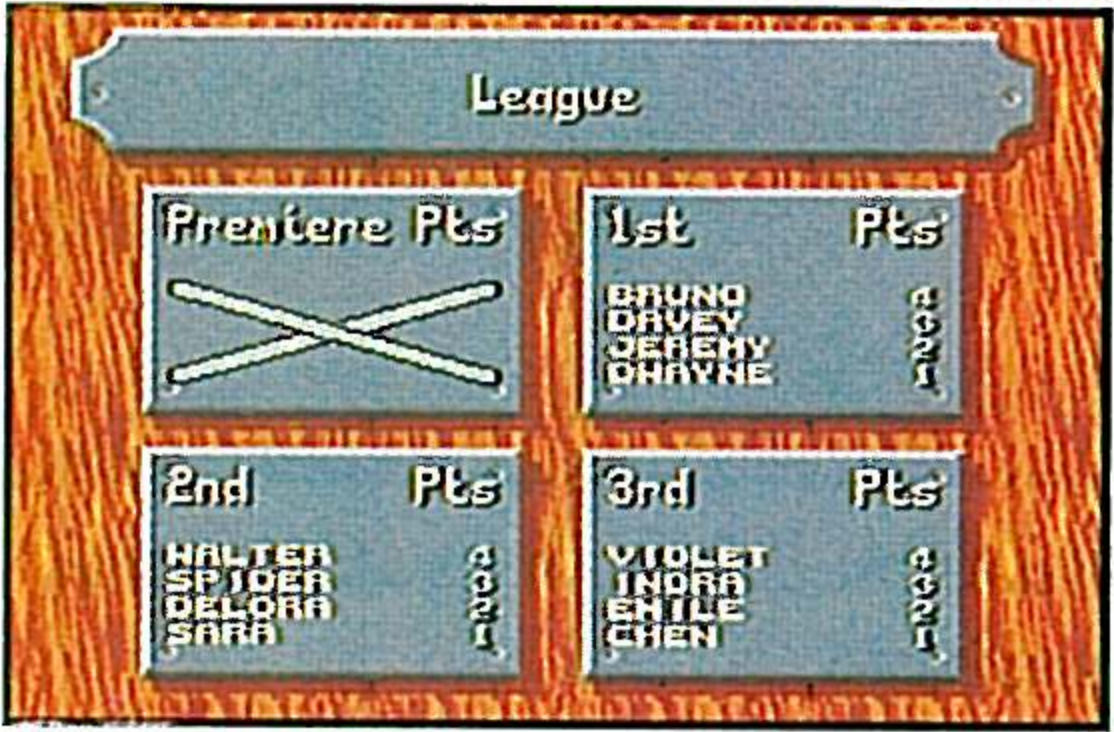 League
Premiere Pts
1st Pts
BRUNO 4
DAVEY 3
JEREMY 2
DWAYNE 1
2nd Pts
WALTER 4
SPIDER 3
DELORA 2
SARA 1
3rd Pts
VIOLET 4
INDRA 3
EMILE 2
CHEN 1